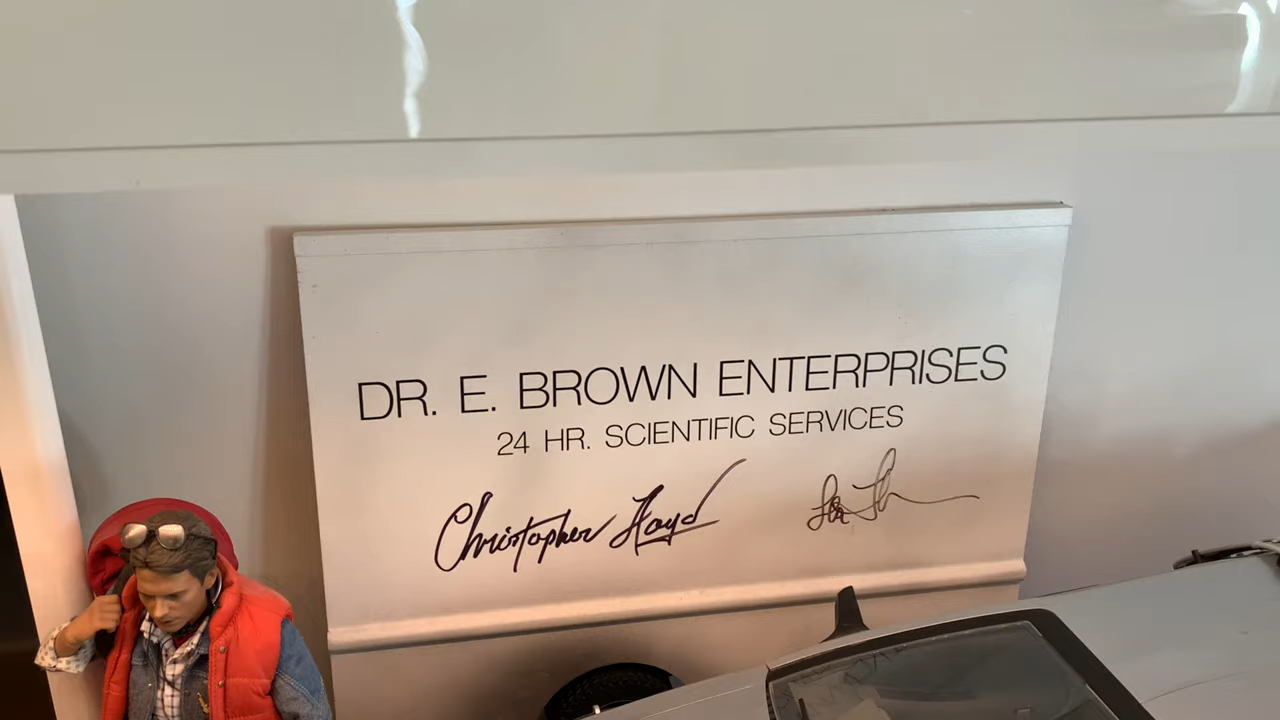 DR. E. BROWN ENTERPRISES
24 HR. SCIENTIFIC SERVICES
Christopher Lloyd